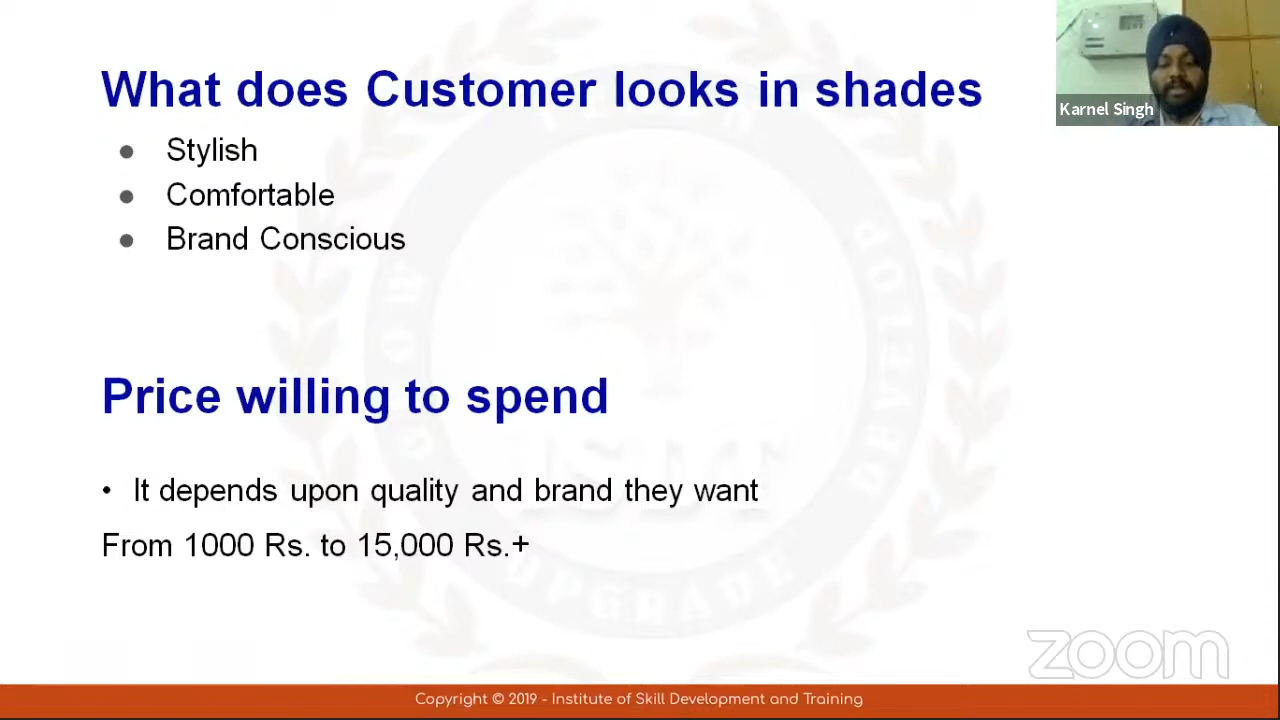 What does Customer looks in shades
● Stylish
● Comfortable
● Brand Conscious
Karnel Singh
Price willing to spend
• It depends upon quality and brand they want
From 1000 Rs. to 15,000 Rs.+
ISDT
UPGRADE
zoom
Copyright © 2019 - Institute of Skill Development and Training